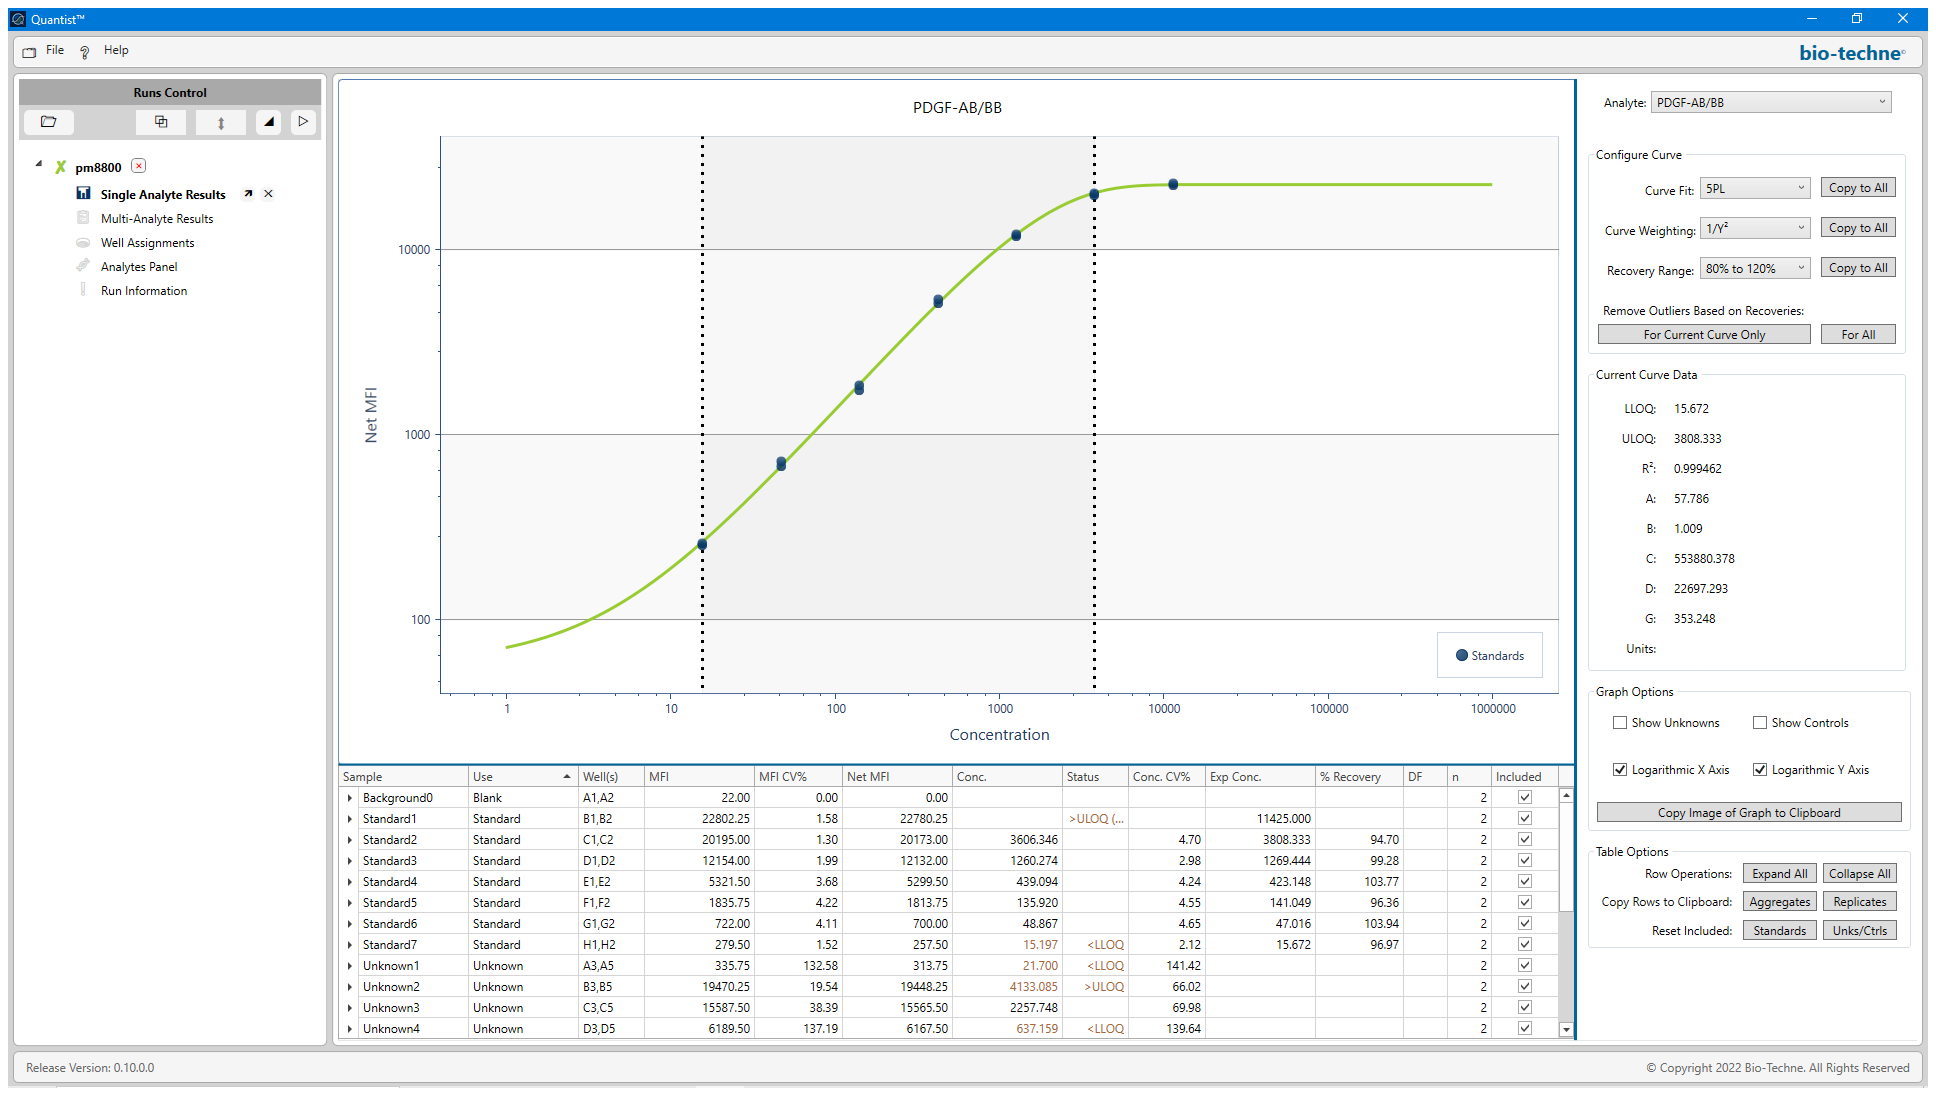 Quantist™
File ? Help
bio-techne
Runs Control
pm8800
Single Analyte Results
Multi-Analyte Results
Well Assignments
Analytes Panel
Run Information
PDGF-AB/BB
Net MFI
10000
1000
100
Standards
1 10 100 1000 10000 100000 1000000
Concentration
Sample Use Well(s) MFI MFI CV% Net MFI Conc. Status Conc. CV% Exp Conc. % Recovery DF n Included
Background0 Blank A1,A2 22.00 0.00 0.00 2
Standard1 Standard B1,B2 22802.25 1.58 22780.25 >ULOQ (... 11425.000 2
Standard2 Standard C1,C2 20195.00 1.30 20173.00 3606.346 4.70 3808.333 94.70 2
Standard3 Standard D1,D2 12154.00 1.99 12132.00 1260.274 2.98 1269.444 99.28 2
Standard4 Standard E1,E2 5321.50 3.68 5299.50 439.094 4.24 423.148 103.77 2
Standard5 Standard F1,F2 1835.75 4.22 1813.75 135.920 4.55 141.049 96.36 2
Standard6 Standard G1,G2 722.00 4.11 700.00 48.867 4.65 47.016 103.94 2
Standard7 Standard H1,H2 279.50 1.52 257.50 15.197 <LLOQ 2.12 15.672 96.97 2
Unknown1 Unknown A3,A5 335.75 132.58 313.75 21.700 <LLOQ 141.42 2
Unknown2 Unknown B3,B5 19470.25 19.54 19448.25 4133.085 >ULOQ 66.02 2
Unknown3 Unknown C3,C5 15587.50 38.39 15565.50 2257.748 69.98 2
Unknown4 Unknown D3,D5 6189.50 137.19 6167.50 637.159 <LLOQ 139.64 2
Analyte: PDGF-AB/BB
Configure Curve
Curve Fit: 5PL Copy to All
Curve Weighting: 1/Y² Copy to All
Recovery Range: 80% to 120% Copy to All
Remove Outliers Based on Recoveries:
For Current Curve Only For All
Current Curve Data
LLOQ: 15.672
ULOQ: 3808.333
R²: 0.999462
A: 57.786
B: 1.009
C: 553880.378
D: 22697.293
G: 353.248
Units:
Graph Options
Show Unknowns Show Controls
Logarithmic X Axis Logarithmic Y Axis
Copy Image of Graph to Clipboard
Table Options
Row Operations: Expand All Collapse All
Copy Rows to Clipboard: Aggregates Replicates
Reset Included: Standards Unks/Ctrls
Release Version: 0.10.0.0
© Copyright 2022 Bio-Techne. All Rights Reserved